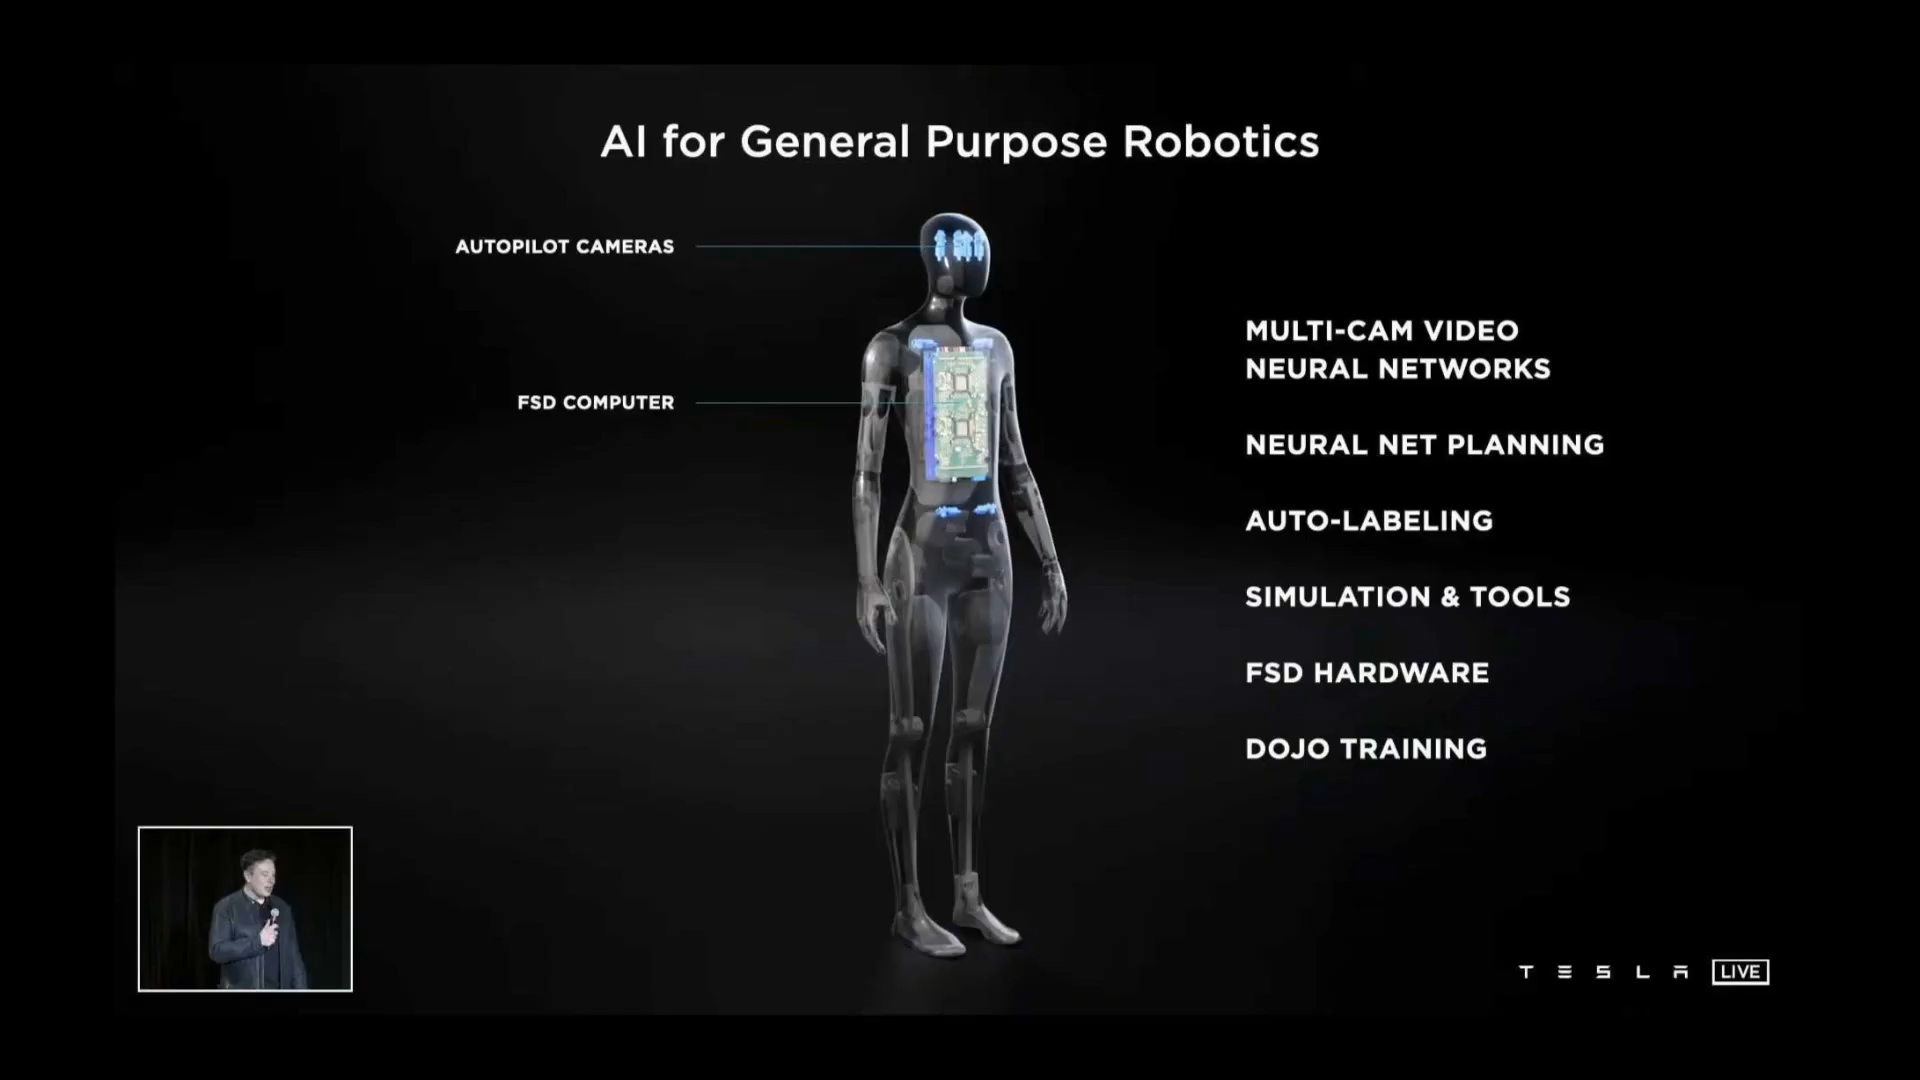 AI for General Purpose Robotics
AUTOPILOT CAMERAS
FSD COMPUTER
MULTI-CAM VIDEO
NEURAL NETWORKS
NEURAL NET PLANNING
AUTO-LABELING
SIMULATION & TOOLS
FSD HARDWARE
DOJO TRAINING
TESLA LIVE